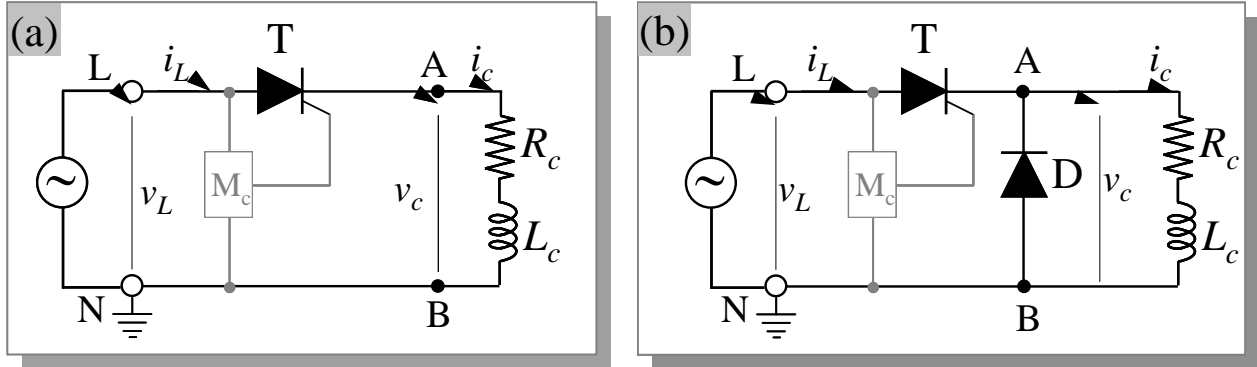 (a)
T
L
i_L
A
i_c
R_c
M_c
v_L
v_c
L_c
N
B
(b)
T
L
i_L
A
i_c
R_c
M_c
D
v_L
v_c
L_c
N
B